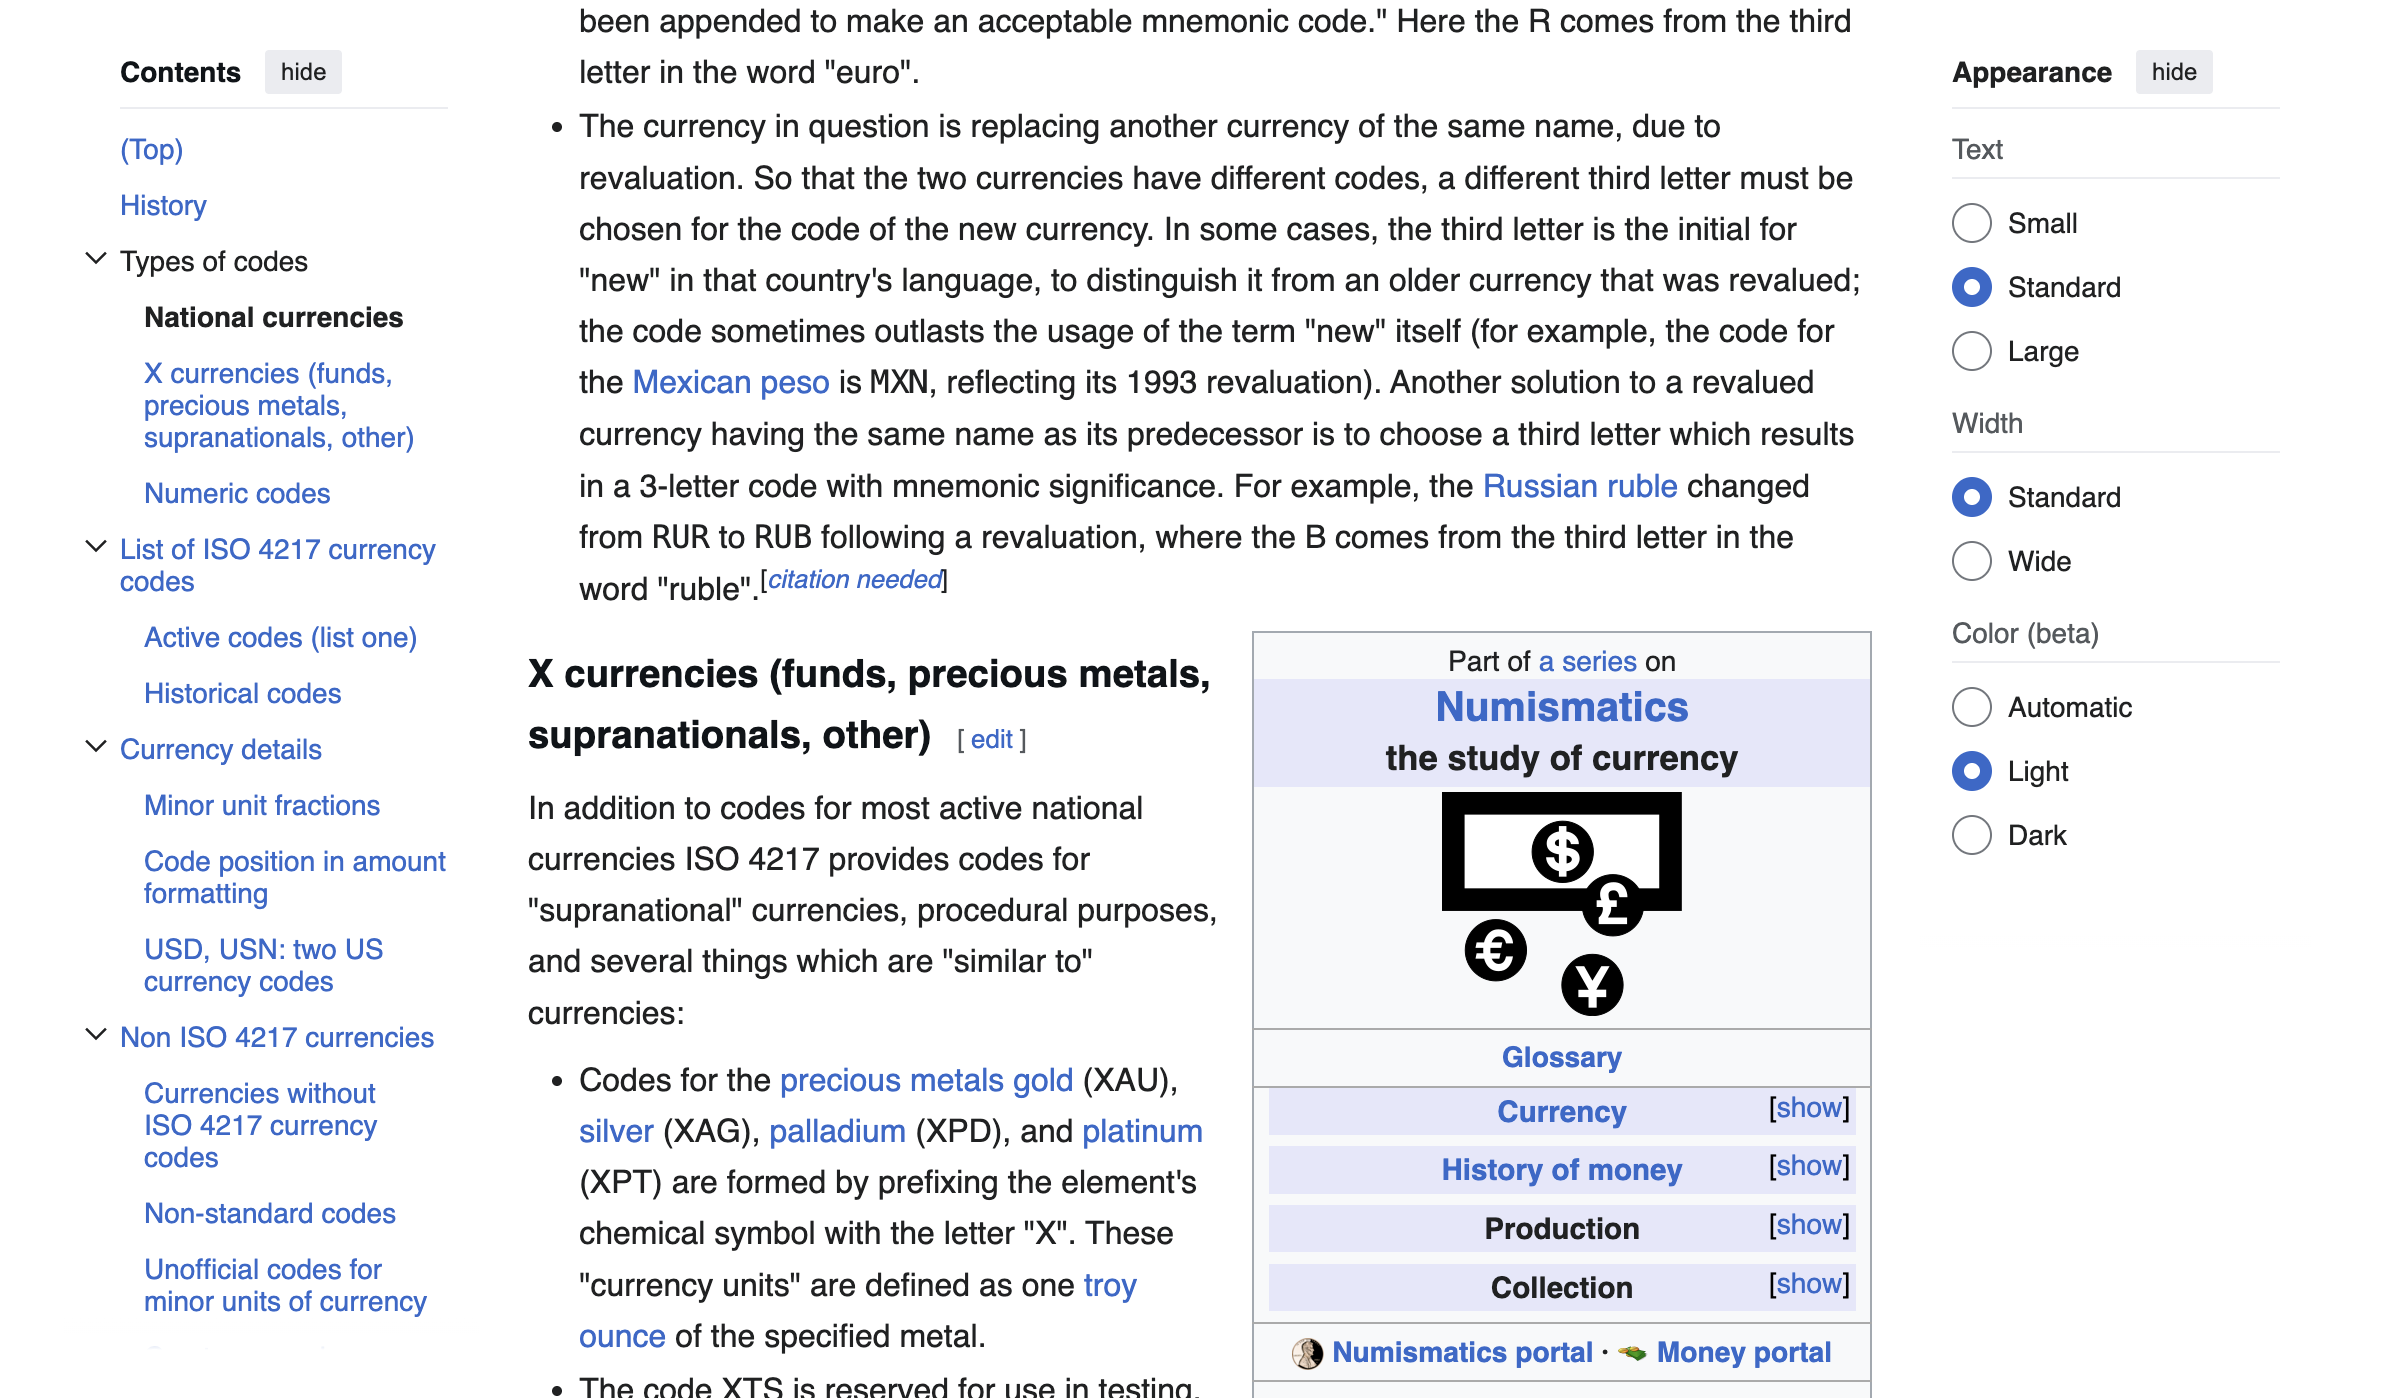 Contents hide
(Top)
History
Types of codes
National currencies
X currencies (funds,
precious metals,
supranationals, other)
Numeric codes
List of ISO 4217 currency
codes
Active codes (list one)
Historical codes
Currency details
Minor unit fractions
Code position in amount
formatting
USD, USN: two US
currency codes
Non ISO 4217 currencies
Currencies without
ISO 4217 currency
codes
Non-standard codes
Unofficial codes for
minor units of currency
been appended to make an acceptable mnemonic code." Here the R comes from the third
letter in the word "euro".
• The currency in question is replacing another currency of the same name, due to
revaluation. So that the two currencies have different codes, a different third letter must be
chosen for the code of the new currency. In some cases, the third letter is the initial for
"new" in that country's language, to distinguish it from an older currency that was revalued;
the code sometimes outlasts the usage of the term "new" itself (for example, the code for
the Mexican peso is MXN, reflecting its 1993 revaluation). Another solution to a revalued
currency having the same name as its predecessor is to choose a third letter which results
in a 3-letter code with mnemonic significance. For example, the Russian ruble changed
from RUR to RUB following a revaluation, where the B comes from the third letter in the
word "ruble".[citation needed]
X currencies (funds, precious metals,
supranationals, other) [ edit ]
In addition to codes for most active national
currencies ISO 4217 provides codes for
"supranational" currencies, procedural purposes,
and several things which are "similar to"
currencies:
• Codes for the precious metals gold (XAU),
silver (XAG), palladium (XPD), and platinum
(XPT) are formed by prefixing the element's
chemical symbol with the letter "X". These
"currency units" are defined as one troy
ounce of the specified metal.
• The code XTS is reserved for use in testing.
Part of a series on
Numismatics
the study of currency
$
£
€
¥
Glossary
Currency [show]
History of money [show]
Production [show]
Collection [show]
Numismatics portal · Money portal
Appearance hide
Text
Small
Standard
Large
Width
Standard
Wide
Color (beta)
Automatic
Light
Dark